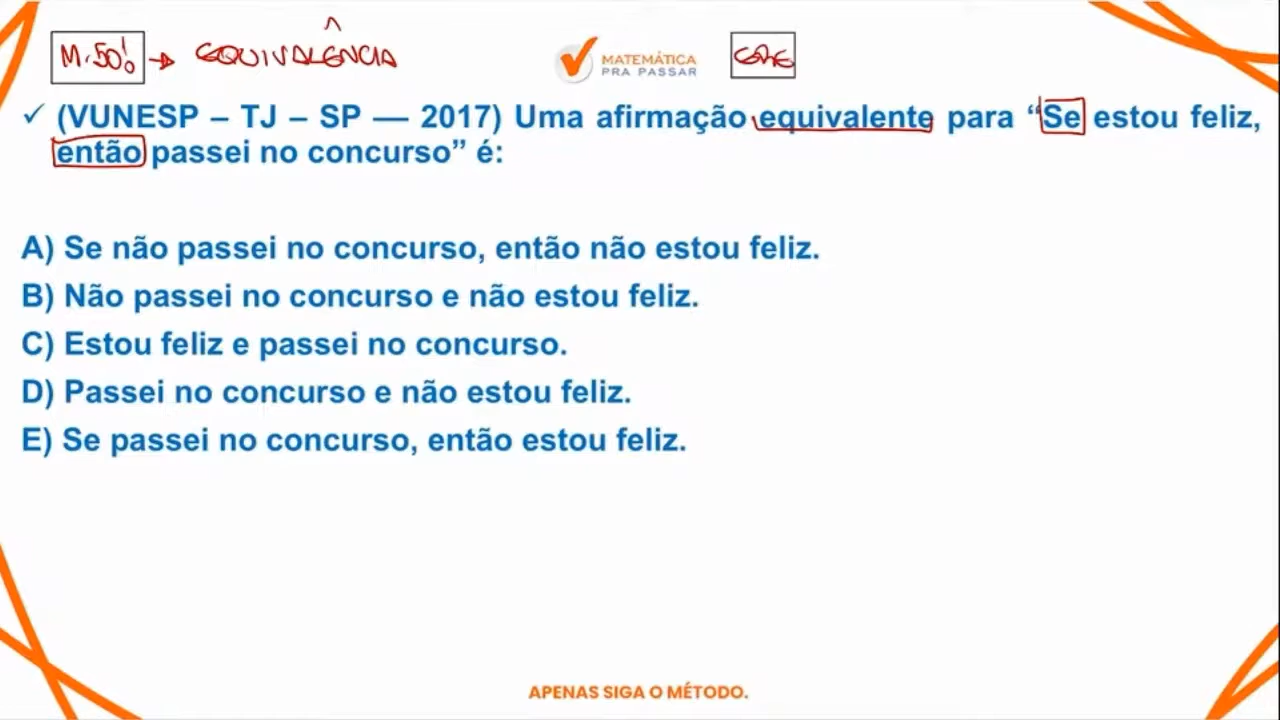 M.50% → EQUIVALÊNCIA
MATEMÁTICA
PRA PASSAR
✓ (VUNESP – TJ – SP — 2017) Uma afirmação equivalente para “Se estou feliz,
então passei no concurso” é:
A) Se não passei no concurso, então não estou feliz.
B) Não passei no concurso e não estou feliz.
C) Estou feliz e passei no concurso.
D) Passei no concurso e não estou feliz.
E) Se passei no concurso, então estou feliz.
APENAS SIGA O MÉTODO.